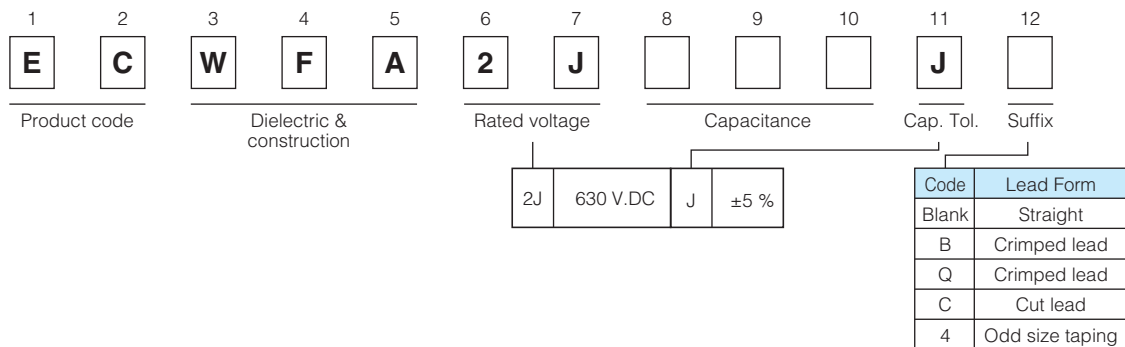 1 2 3 4 5 6 7 8 9 10 11 12
E C W F A 2 J J
Product code Dielectric & construction Rated voltage Capacitance Cap. Tol. Suffix
2J 630 V.DC J ±5 %
Code Lead Form
Blank Straight
B Crimped lead
Q Crimped lead
C Cut lead
4 Odd size taping